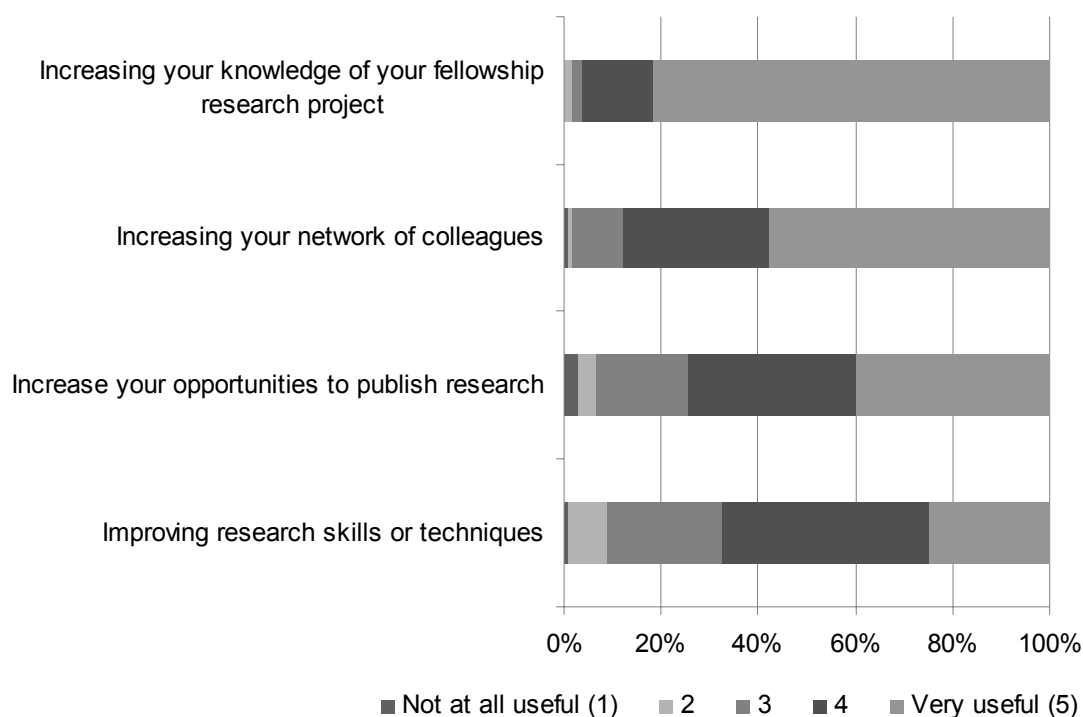 Increasing your knowledge of your fellowship
research project
Increasing your network of colleagues
Increase your opportunities to publish research
Improving research skills or techniques
0% 20% 40% 60% 80% 100%
Not at all useful (1) 2 3 4 Very useful (5)